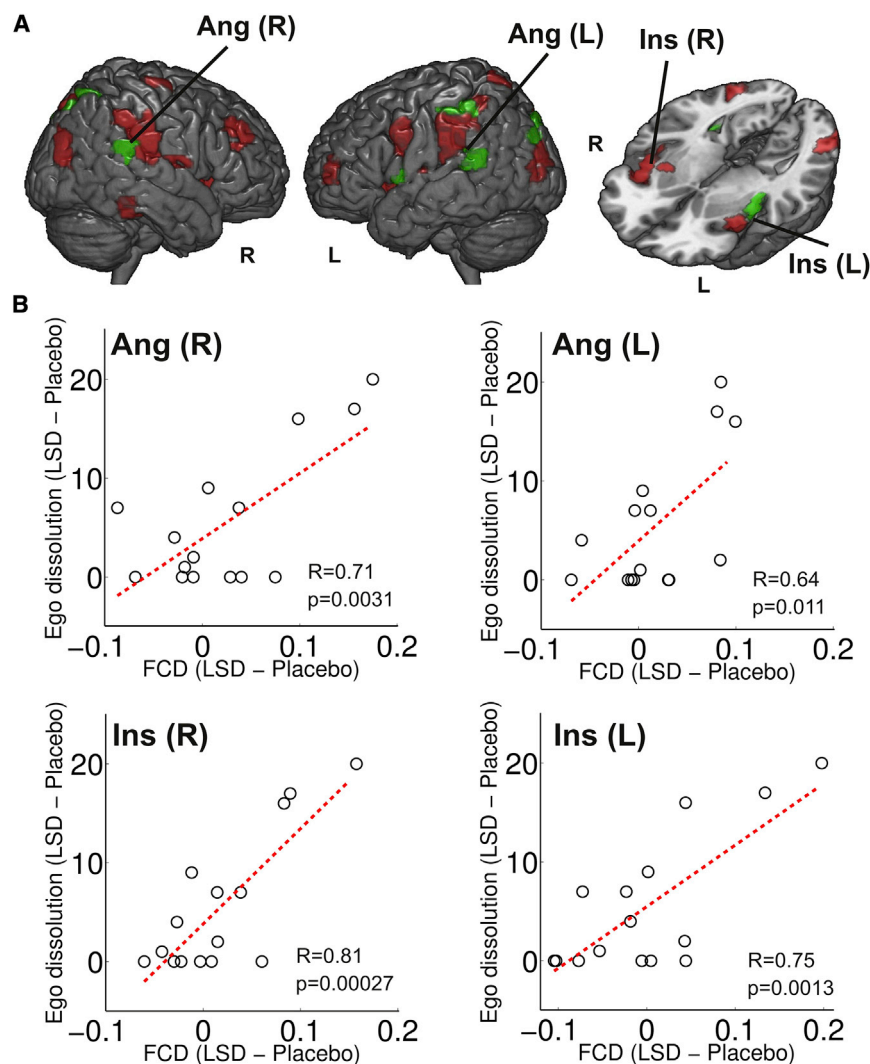 A
Ang (R)
Ang (L)
Ins (R)
R
R
L
Ins (L)
L
B
Ang (R)
Ego dissolution (LSD – Placebo)
20
10
0
R=0.71
p=0.0031
−0.1
0
0.1
0.2
FCD (LSD – Placebo)
Ang (L)
Ego dissolution (LSD – Placebo)
20
10
0
R=0.64
p=0.011
−0.1
0
0.1
0.2
FCD (LSD – Placebo)
Ins (R)
Ego dissolution (LSD – Placebo)
20
10
0
R=0.81
p=0.00027
−0.1
0
0.1
0.2
FCD (LSD – Placebo)
Ins (L)
Ego dissolution (LSD – Placebo)
20
10
0
R=0.75
p=0.0013
−0.1
0
0.1
0.2
FCD (LSD – Placebo)